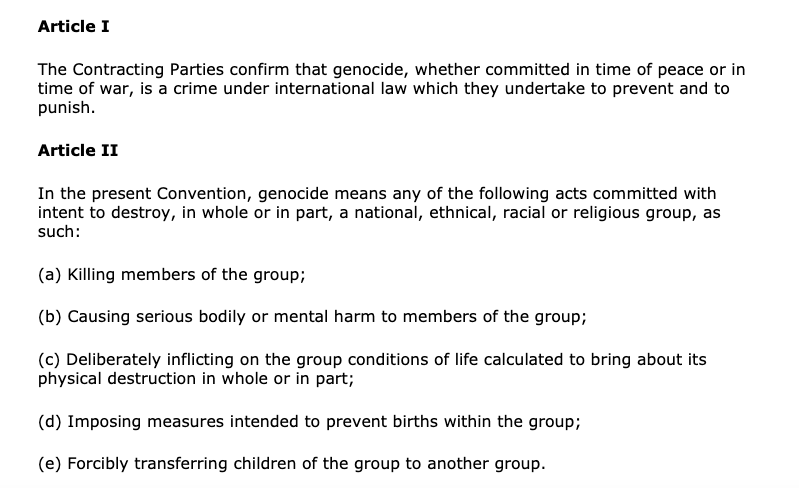 Article I
The Contracting Parties confirm that genocide, whether committed in time of peace or in
time of war, is a crime under international law which they undertake to prevent and to
punish.
Article II
In the present Convention, genocide means any of the following acts committed with
intent to destroy, in whole or in part, a national, ethnical, racial or religious group, as
such:
(a) Killing members of the group;
(b) Causing serious bodily or mental harm to members of the group;
(c) Deliberately inflicting on the group conditions of life calculated to bring about its
physical destruction in whole or in part;
(d) Imposing measures intended to prevent births within the group;
(e) Forcibly transferring children of the group to another group.